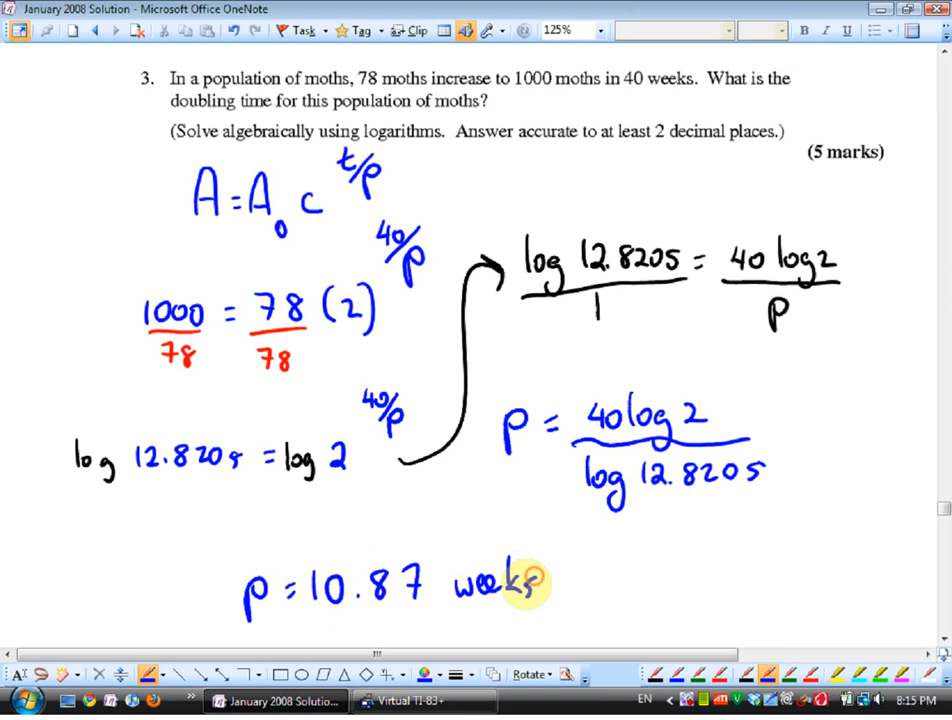 January 2008 Solution - Microsoft Office OneNote
Task Tag Clip 125% B I U
3. In a population of moths, 78 moths increase to 1000 moths in 40 weeks. What is the
doubling time for this population of moths?
(Solve algebraically using logarithms. Answer accurate to at least 2 decimal places.)
(5 marks)
A = A₀ c^(t/p)
1000 = 78 (2)^(40/p)
78 78
log 12.8205 = log 2^(40/p)
log 12.8205 = 40 log 2
1 p
p = 40 log 2
log 12.8205
p = 10.87 weeks
Rotate
January 2008 Solutio... Virtual TI-83+ EN 8:15 PM